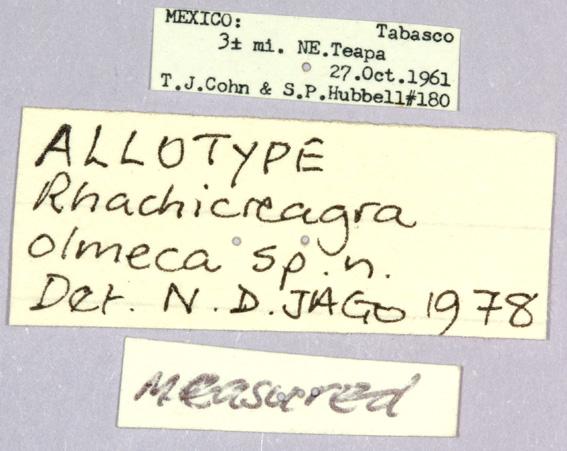 MEXICO: Tabasco
3± mi. NE.Teapa
27.Oct.1961
T.J.Cohn & S.P.Hubbell#180
ALLOTYPE
Rhachicreagra
olmeca sp. n.
Det. N. D. JAGO 1978
measured